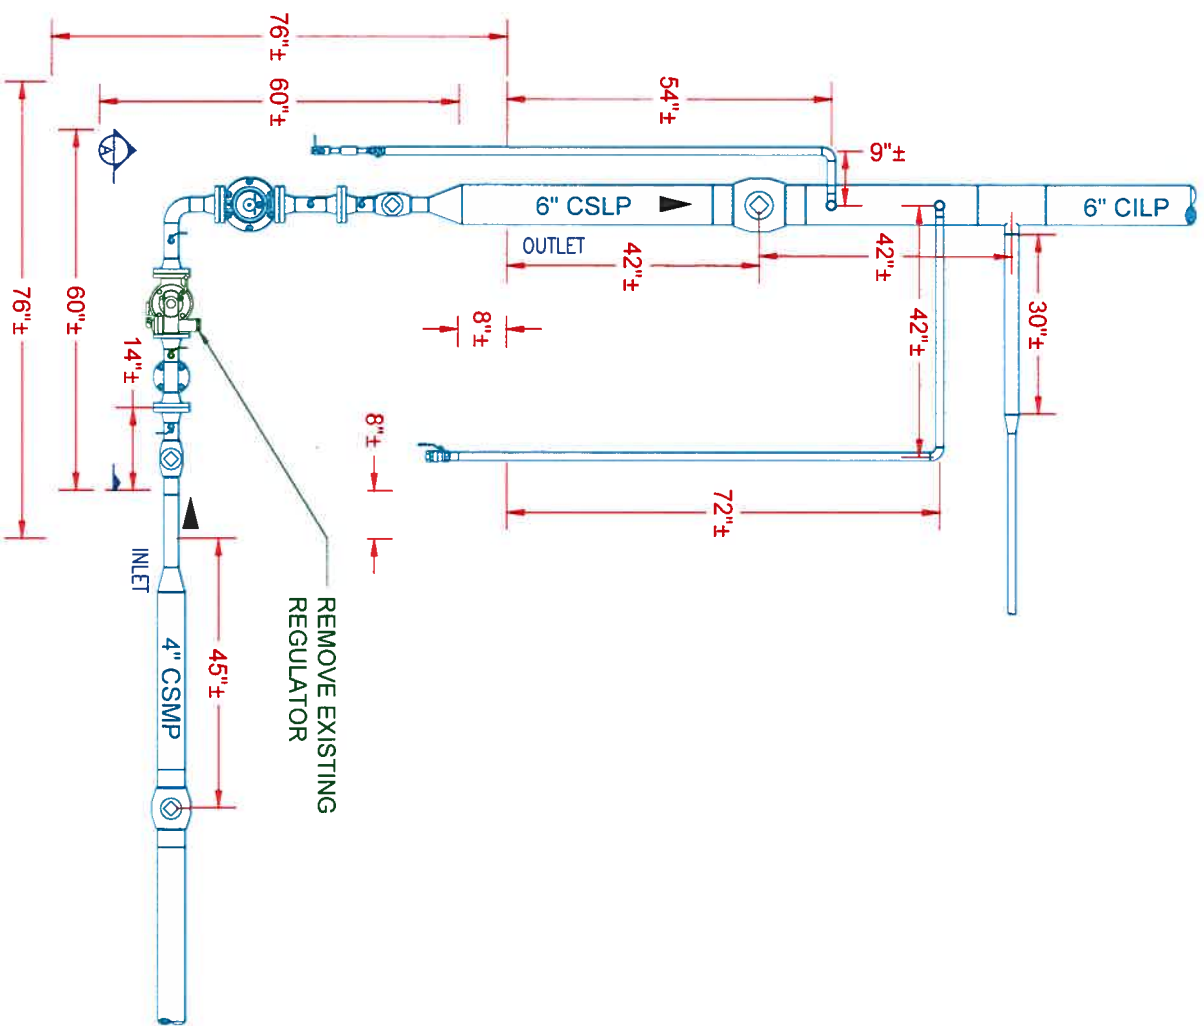 76"±
60"±
54"±
9"±
6" CSLP
6" CILP
OUTLET
42"±
42"±
42"±
30"±
8"±
A
76"±
60"±
14"±
8"±
72"±
INLET
45"±
4" CSMP
REMOVE EXISTING
REGULATOR